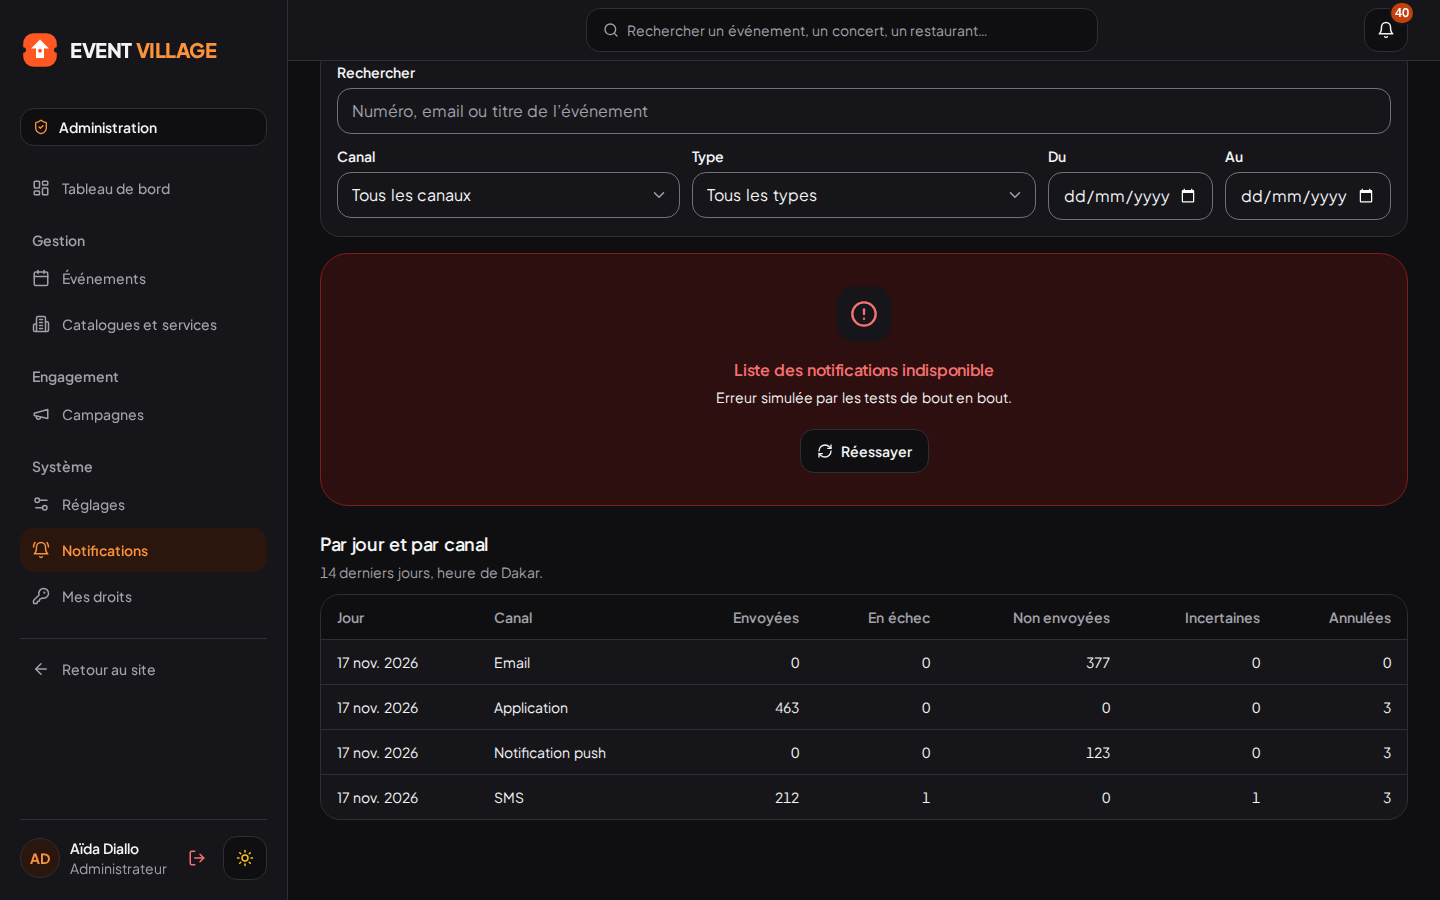 EVENT VILLAGE
Rechercher un événement, un concert, un restaurant...
40
Administration
Tableau de bord
Gestion
Événements
Catalogues et services
Engagement
Campagnes
Système
Réglages
Notifications
Mes droits
Retour au site
AD
Aïda Diallo
Administrateur
Rechercher
Numéro, email ou titre de l'événement
Canal Type Du Au
Tous les canaux Tous les types dd/mm/yyyy dd/mm/yyyy
Liste des notifications indisponible
Erreur simulée par les tests de bout en bout.
Réessayer
Par jour et par canal
14 derniers jours, heure de Dakar.
Jour Canal Envoyées En échec Non envoyées Incertaines Annulées
17 nov. 2026 Email 0 0 377 0 0
17 nov. 2026 Application 463 0 0 0 3
17 nov. 2026 Notification push 0 0 123 0 3
17 nov. 2026 SMS 212 1 0 1 3